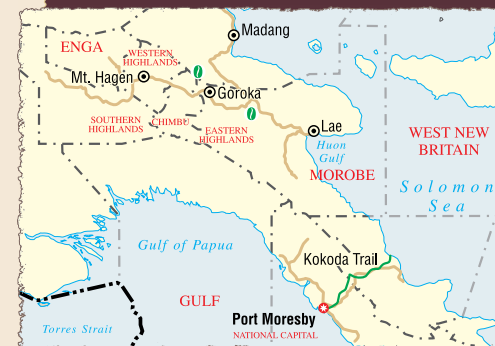 Madang
ENGA
WESTERN
HIGHLANDS
Mt. Hagen
Goroka
SOUTHERN
HIGHLANDS
CHIMBU
EASTERN
HIGHLANDS
Lae
Huon
Gulf
WEST NEW
BRITAIN
MOROBE
Solomon
Sea
Gulf of Papua
Kokoda Trail
GULF
Port Moresby
NATIONAL CAPITAL
Torres Strait